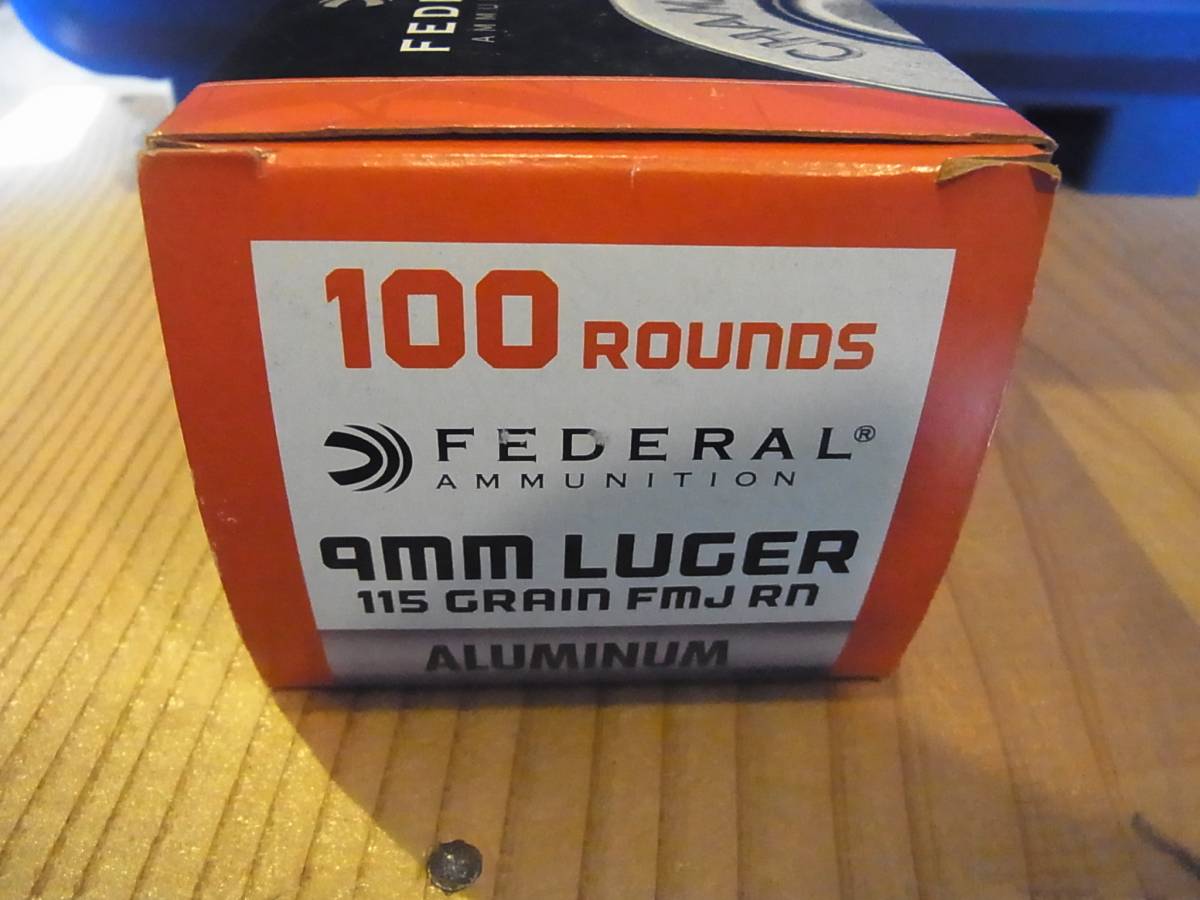 100 ROUNDS
FEDERAL®
AMMUNITION
9MM LUGER
115 GRAIN FMJ RN
ALUMINUM